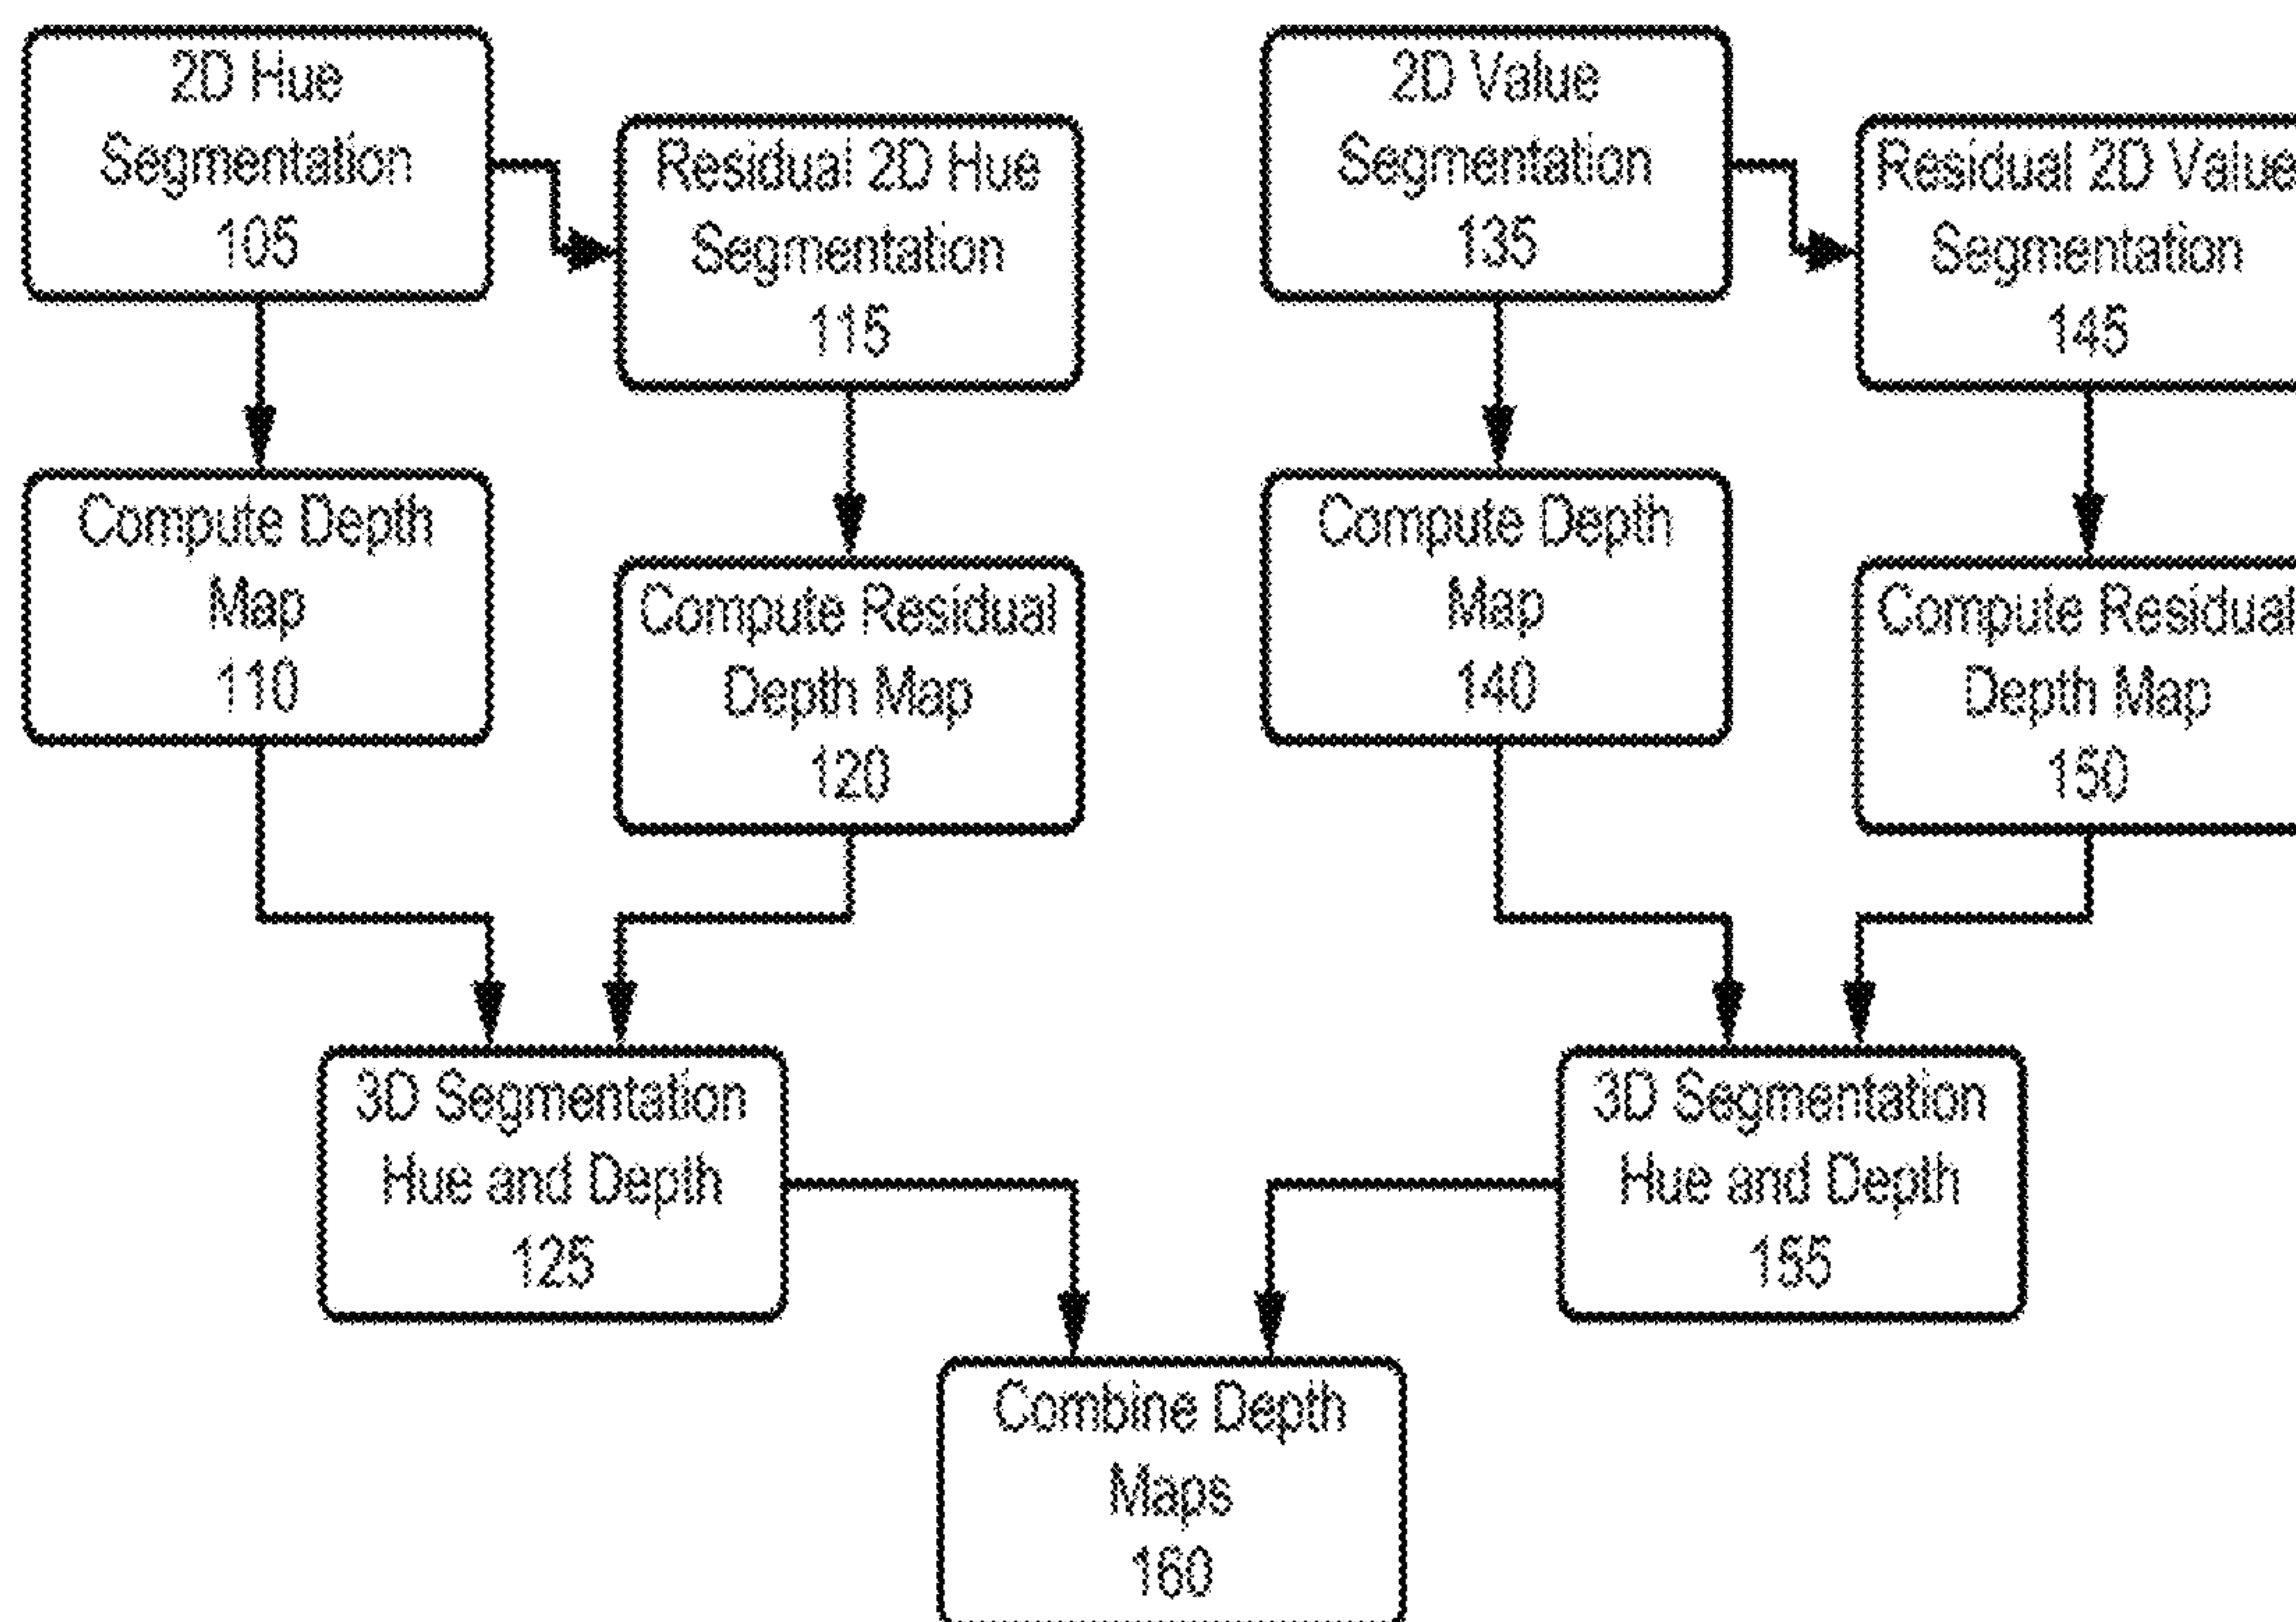 2D Hue
Segmentation
105
Residual 2D Hue
Segmentation
115
2D Value
Segmentation
135
Residual 2D Value
Segmentation
145
Compute Depth
Map
110
Compute Residual
Depth Map
120
Compute Depth
Map
140
Compute Residual
Depth Map
150
3D Segmentation
Hue and Depth
125
3D Segmentation
Hue and Depth
155
Combine Depth
Maps
160